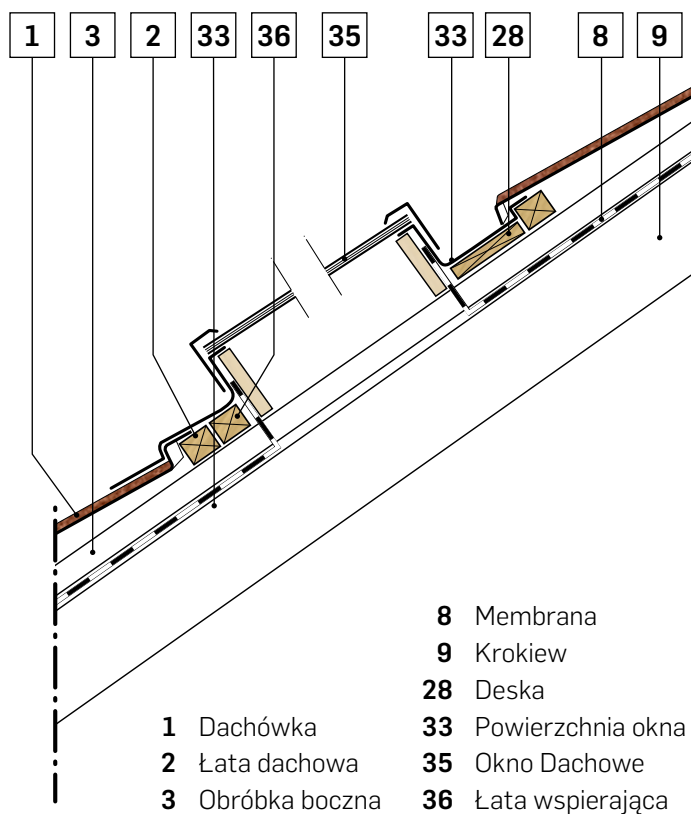 1 3 2 33 36 35 33 28 8 9
8 Membrana
9 Krokiew
28 Deska
1 Dachówka
33 Powierzchnia okna
2 Łata dachowa
35 Okno Dachowe
3 Obróbka boczna
36 Łata wspierająca